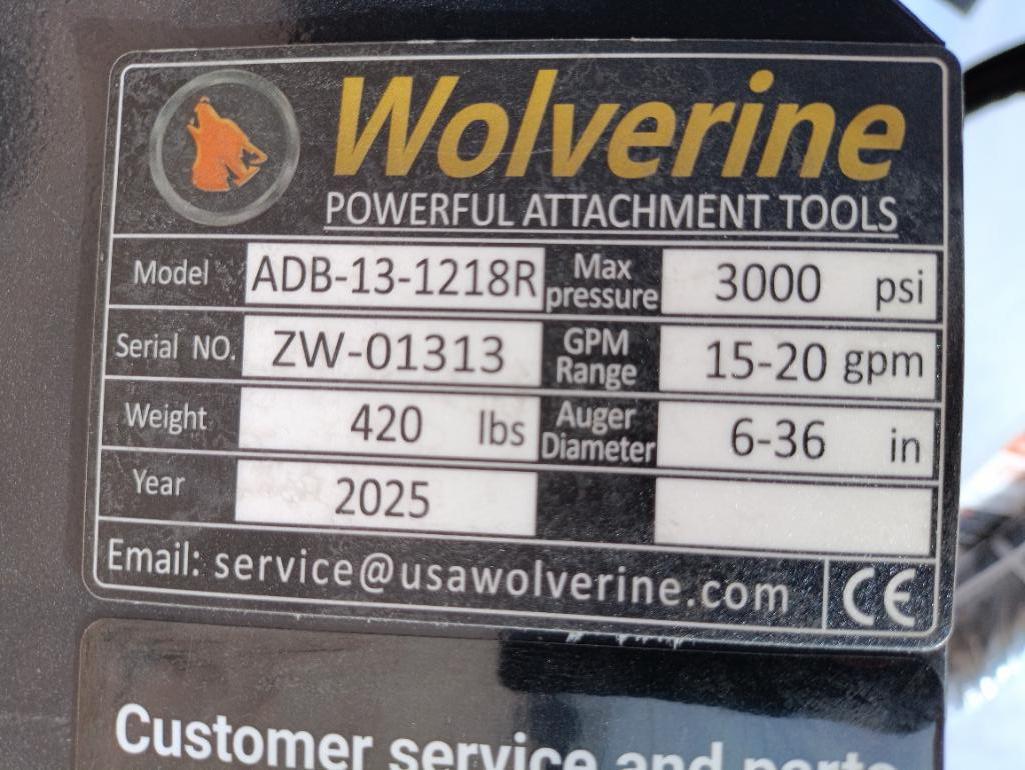 Wolverine
POWERFUL ATTACHMENT TOOLS
Model ADB-13-1218R Max pressure 3000 psi
Serial NO. ZW-01313 GPM Range 15-20 gpm
Weight 420 lbs Auger Diameter 6-36 in
Year 2025
Email: service@usawolverine.com CE
Customer service and parts